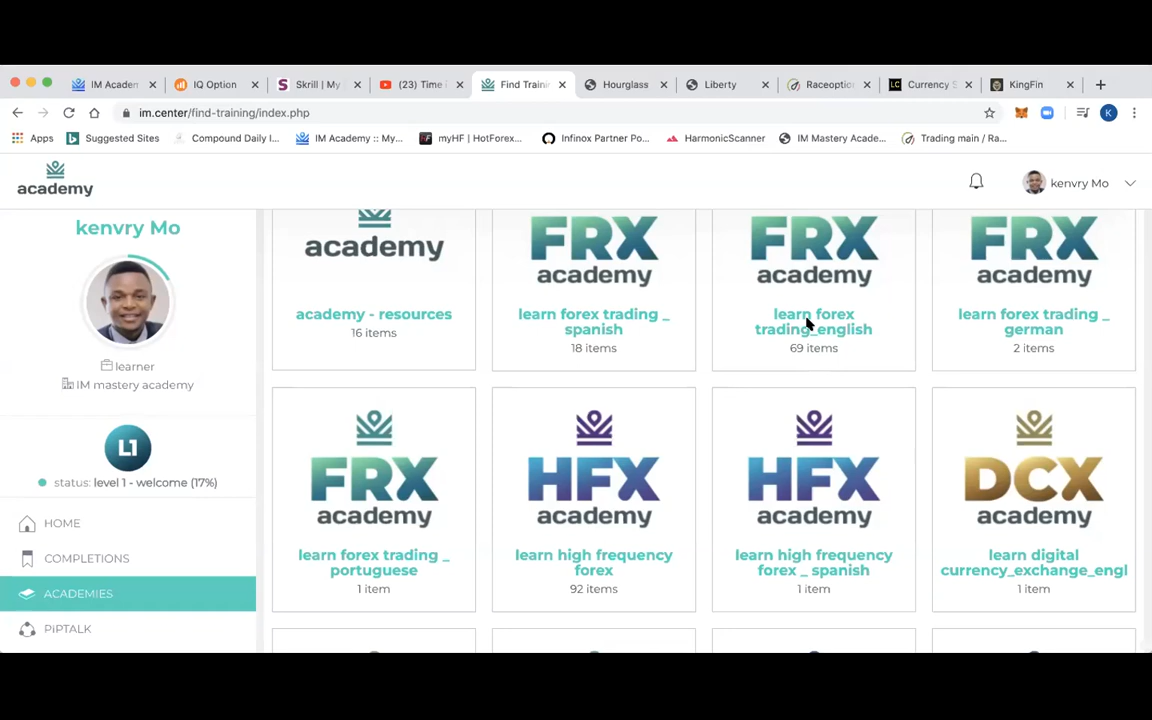 IM Academ
IQ Option
Skrill | My
(23) Time
Find Trainin
Hourglass
Liberty
Raceoption
Currency S
KingFin
im.center/find-training/index.php
K
Apps
Suggested Sites
Compound Daily I...
IM Academy :: My...
myHF | HotForex...
Infinox Partner Po...
HarmonicScanner
IM Mastery Acade...
Trading main / Ra...
academy
kenvry Mo
kenvry Mo
learner
IM mastery academy
L1
status: level 1 - welcome (17%)
HOME
COMPLETIONS
ACADEMIES
PiPTALK
academy
academy - resources
16 items
FRX
academy
learn forex trading _
spanish
18 items
FRX
academy
learn forex
trading_english
69 items
FRX
academy
learn forex trading _
german
2 items
FRX
academy
learn forex trading _
portuguese
1 item
HFX
academy
learn high frequency
forex
92 items
HFX
academy
learn high frequency
forex _ spanish
1 item
DCX
academy
learn digital
currency_exchange_engl
1 item